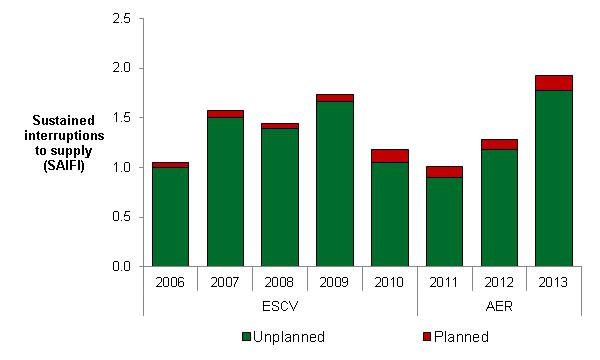 2.5
2.0
1.5
1.0
0.5
0.0
Sustained
interruptions
to supply
(SAIFI)
2006 2007 2008 2009 2010 2011 2012 2013
ESCV AER
Unplanned Planned